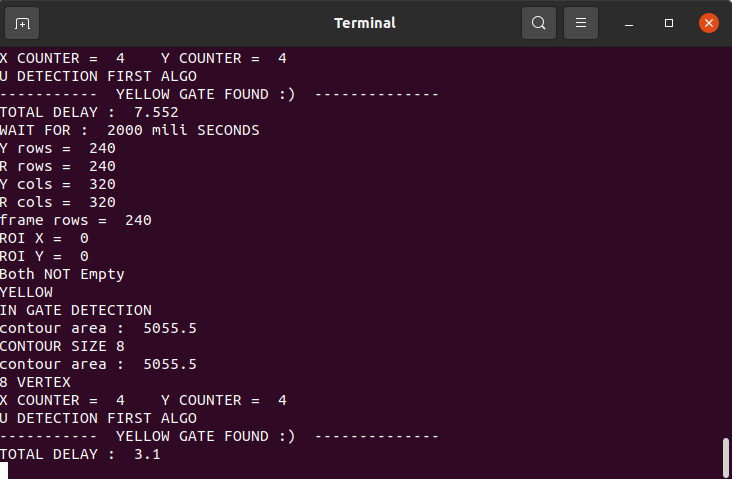 Terminal
X COUNTER =  4    Y COUNTER =  4
U DETECTION FIRST ALGO
-----------  YELLOW GATE FOUND :)  --------------
TOTAL DELAY :  7.552
WAIT FOR :  2000 mili SECONDS
Y rows =  240
R rows =  240
Y cols =  320
R cols =  320
frame rows =  240
ROI X =  0
ROI Y =  0
Both NOT Empty
YELLOW
IN GATE DETECTION
contour area :  5055.5
CONTOUR SIZE 8
contour area :  5055.5
8 VERTEX
X COUNTER =  4    Y COUNTER =  4
U DETECTION FIRST ALGO
-----------  YELLOW GATE FOUND :)  --------------
TOTAL DELAY :  3.1